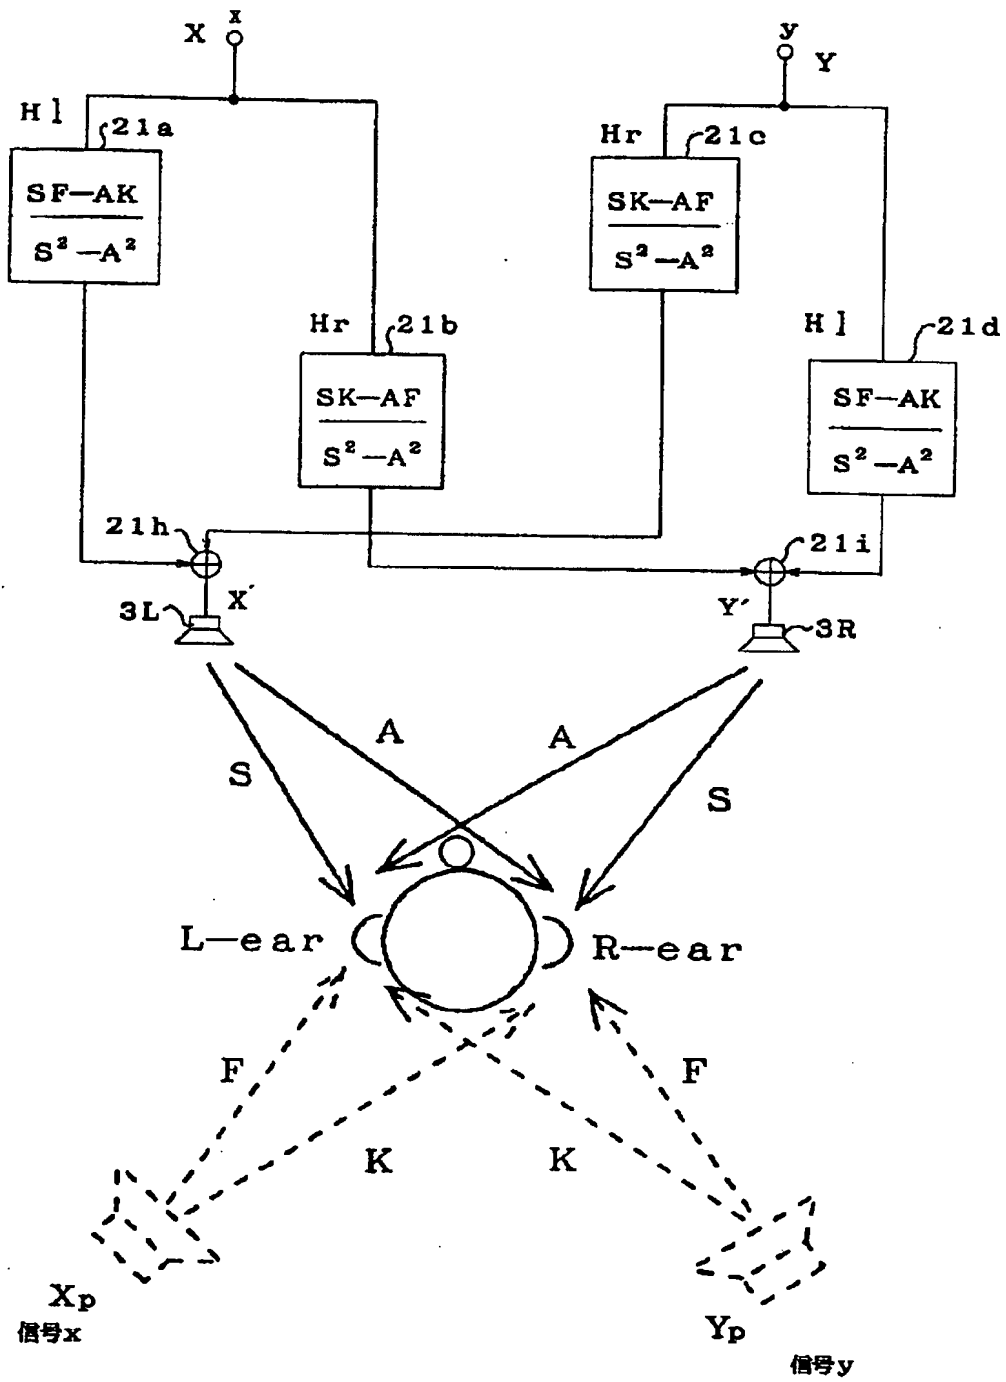 x
X
y
Y
Hl
21a
SF—AK
S²—A²
Hr
21c
SK—AF
S²—A²
Hr
21b
SK—AF
S²—A²
Hl
21d
SF—AK
S²—A²
21h
21i
X′
Y′
3L
3R
A
A
S
S
L—ear
R—ear
F
F
K
K
Xp
信号x
Yp
信号y